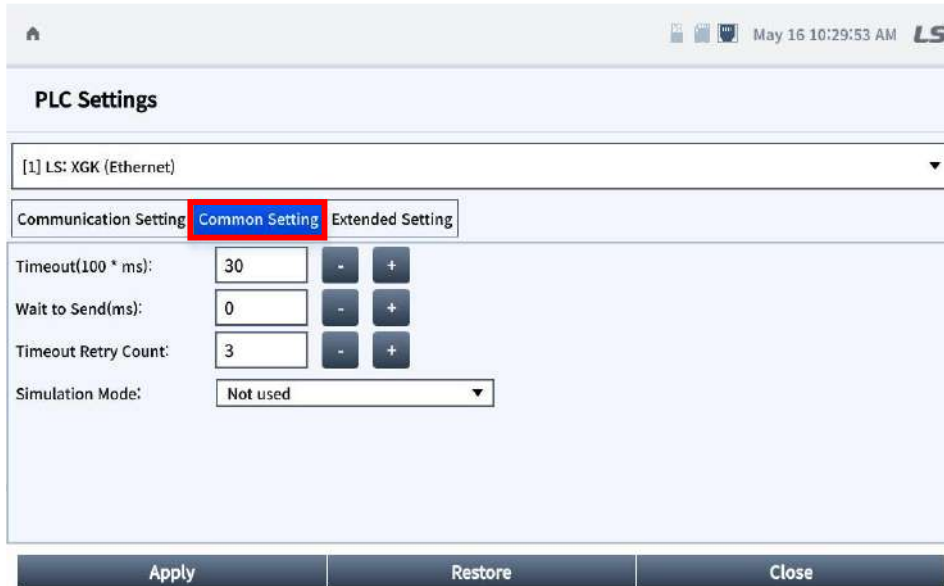 May 16 10:29:53 AM LS
PLC Settings
[1] LS: XGK (Ethernet)
Communication Setting Common Setting Extended Setting
Timeout(100 * ms): 30 - +
Wait to Send(ms): 0 - +
Timeout Retry Count: 3 - +
Simulation Mode: Not used
Apply Restore Close